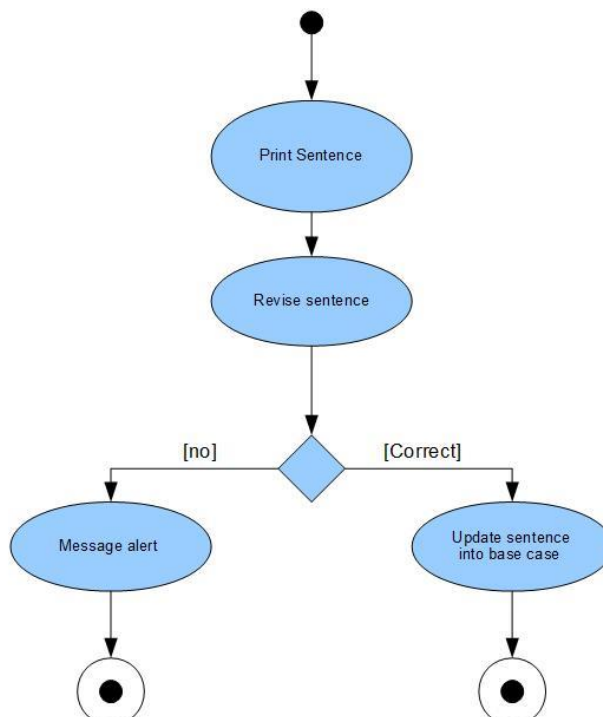 Print Sentence
Revise sentence
[no]
[Correct]
Message alert
Update sentence
into base case